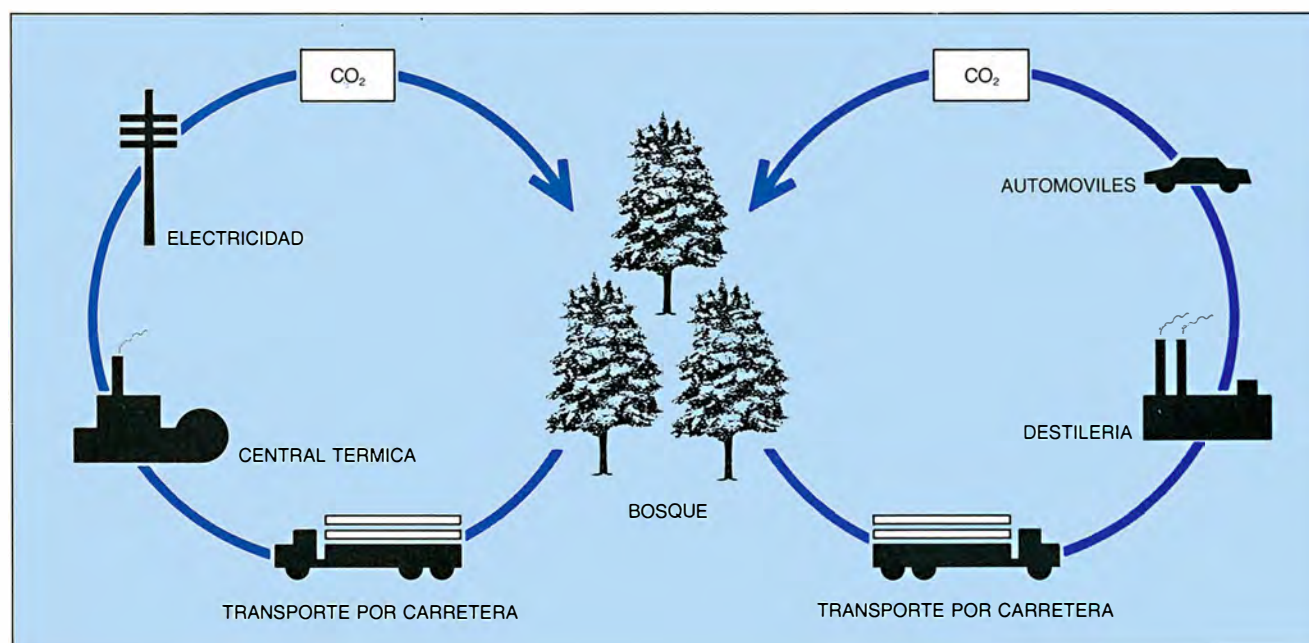 CO₂
CO₂
AUTOMOVILES
ELECTRICIDAD
DESTILERIA
CENTRAL TERMICA
BOSQUE
TRANSPORTE POR CARRETERA
TRANSPORTE POR CARRETERA